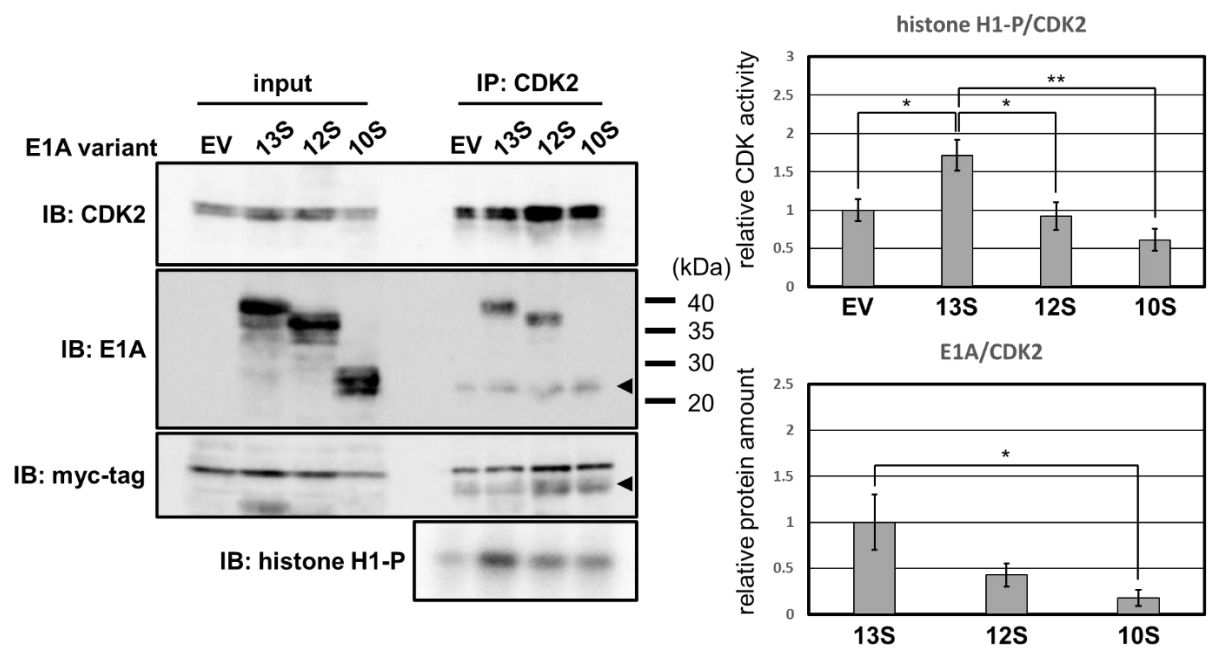 input
IP: CDK2
E1A variant
EV 13S 12S 10S
EV 13S 12S 10S
IB: CDK2
IB: E1A
(kDa)
40
35
30
20
IB: myc-tag
IB: histone H1-P
histone H1-P/CDK2
relative CDK activity
3
2.5
2
1.5
1
0.5
0
*
*
**
EV 13S 12S 10S
E1A/CDK2
relative protein amount
2.5
2
1.5
1
0.5
0
*
13S 12S 10S